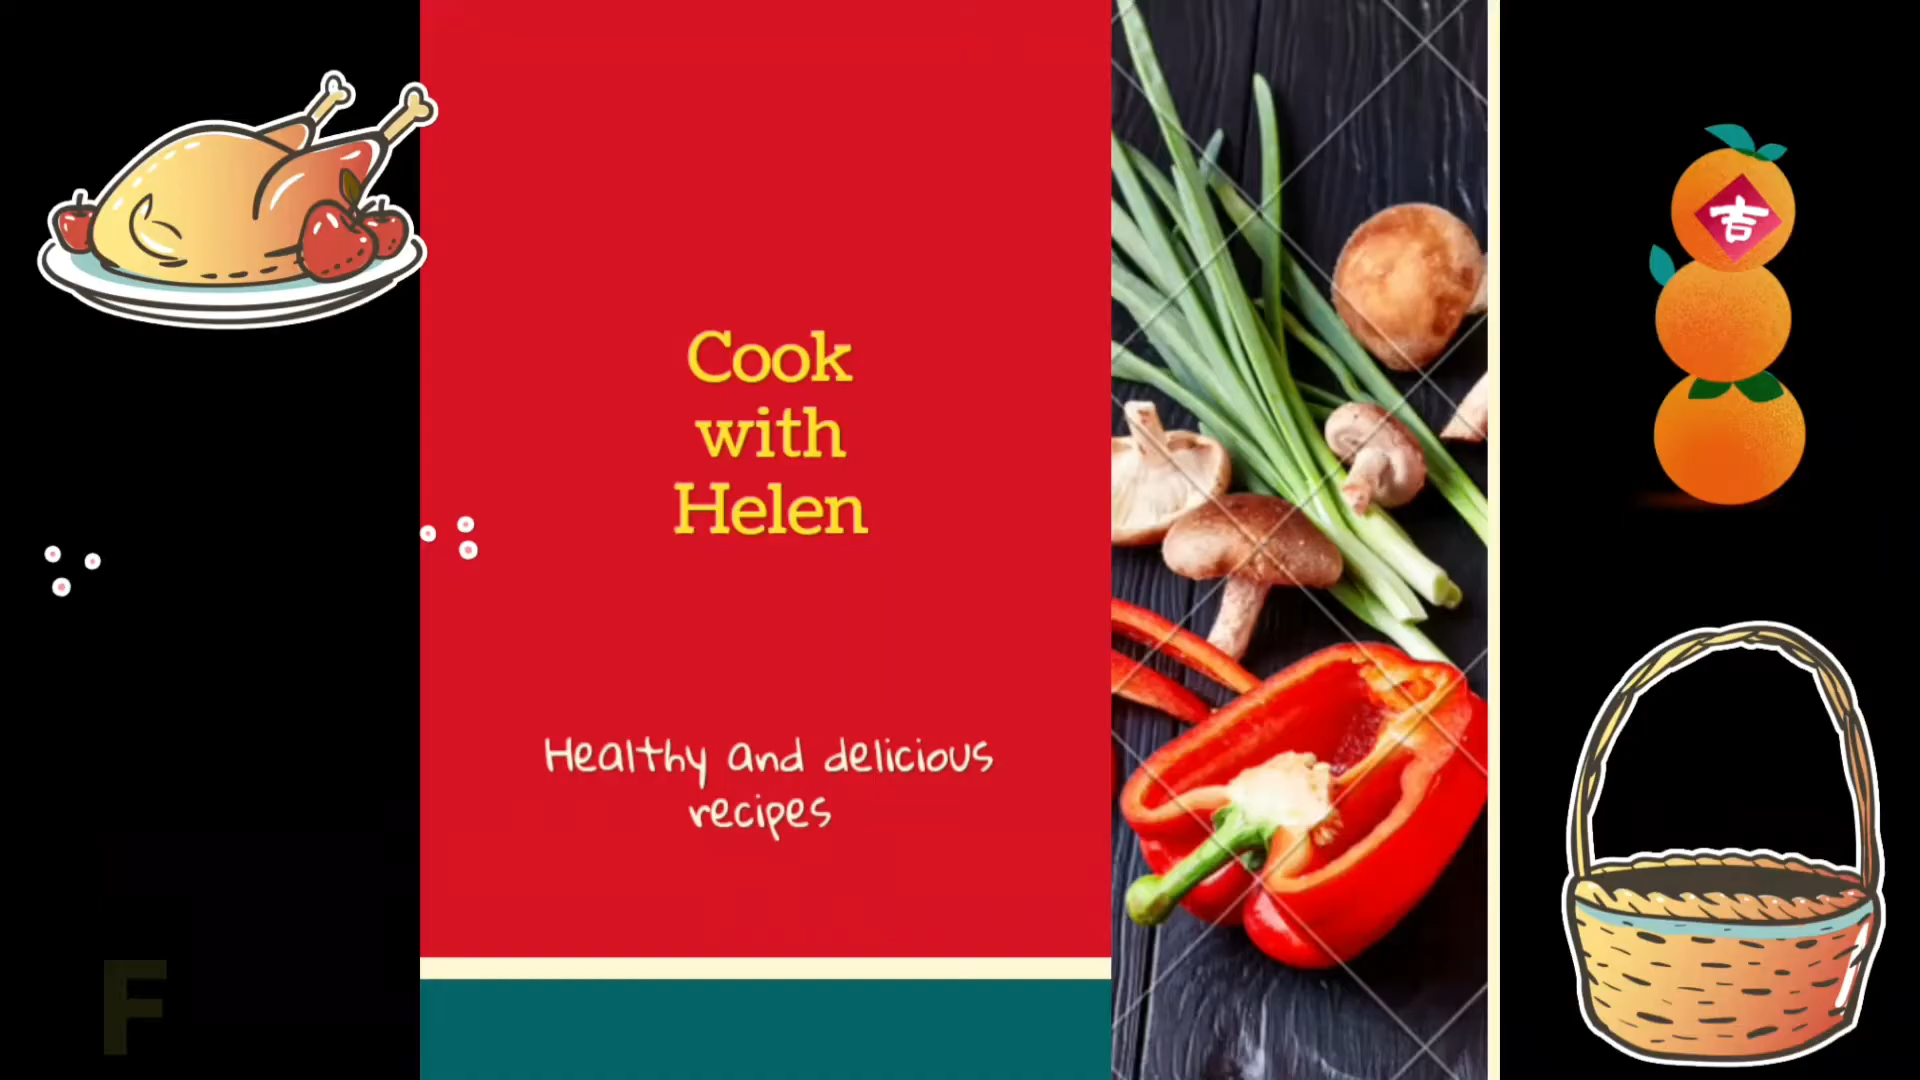 Cook
with
Helen
Healthy and delicious
recipes
吉
F